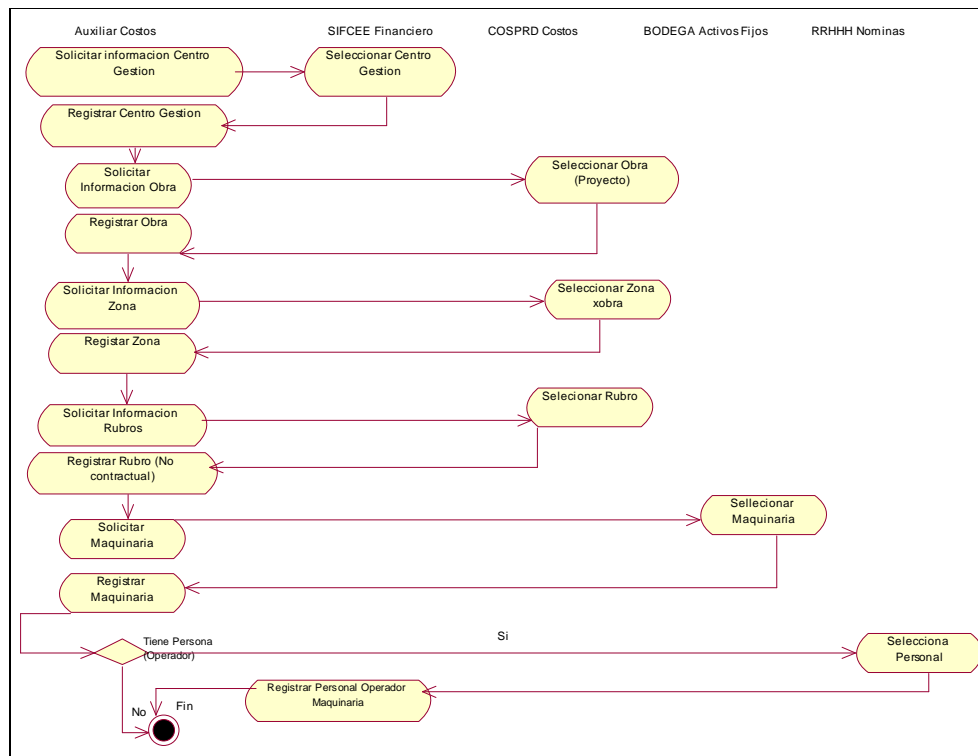 Auxiliar Costos
SIFCEE Financiero
COSPRD Costos
BODEGA Activos Fijos
RRHHH Nominas
Solicitar informacion Centro
Gestion
Seleccionar Centro
Gestion
Registrar Centro Gestion
Solicitar
Informacion Obra
Seleccionar Obra
(Proyecto)
Registrar Obra
Solicitar Informacion
Zona
Seleccionar Zona
xobra
Registar Zona
Solicitar Informacion
Rubros
Selecionar Rubro
Registrar Rubro (No
contractual)
Solicitar
Maquinaria
Sellecionar
Maquinaria
Registrar
Maquinaria
Tiene Persona
(Operador)
Si
Selecciona
Personal
Registrar Personal Operador
Maquinaria
No
Fin